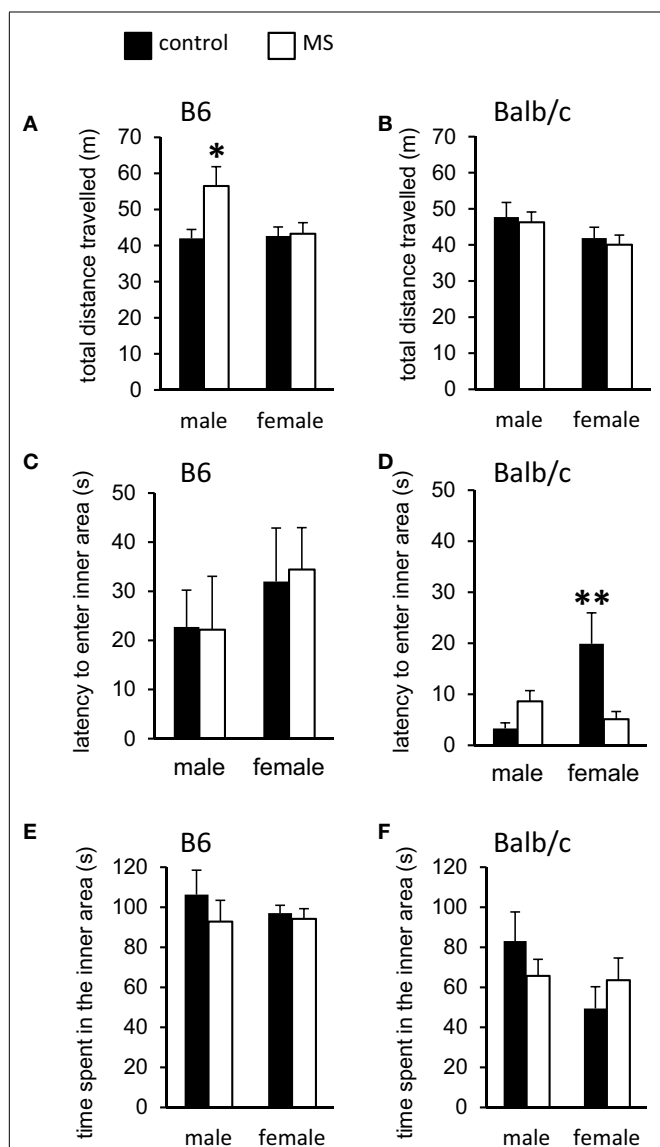 control MS
A B6
total distance travelled (m)
70
60
50
40
30
20
10
0
*
male female
B Balb/c
total distance travelled (m)
70
60
50
40
30
20
10
0
male female
C B6
latency to enter inner area (s)
50
40
30
20
10
0
male female
D Balb/c
latency to enter inner area (s)
50
40
30
20
10
0
**
male female
E B6
time spent in the inner area (s)
120
100
80
60
40
20
0
male female
F Balb/c
time spent in the inner area (s)
120
100
80
60
40
20
0
male female